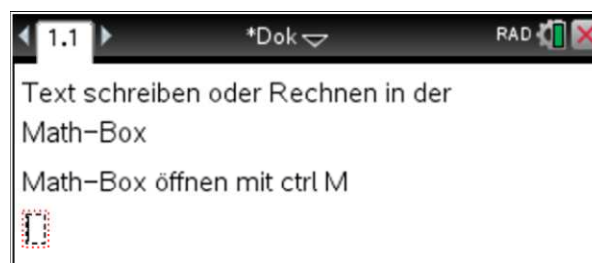 1.1 *Dok RAD
Text schreiben oder Rechnen in der
Math-Box
Math-Box öffnen mit ctrl M